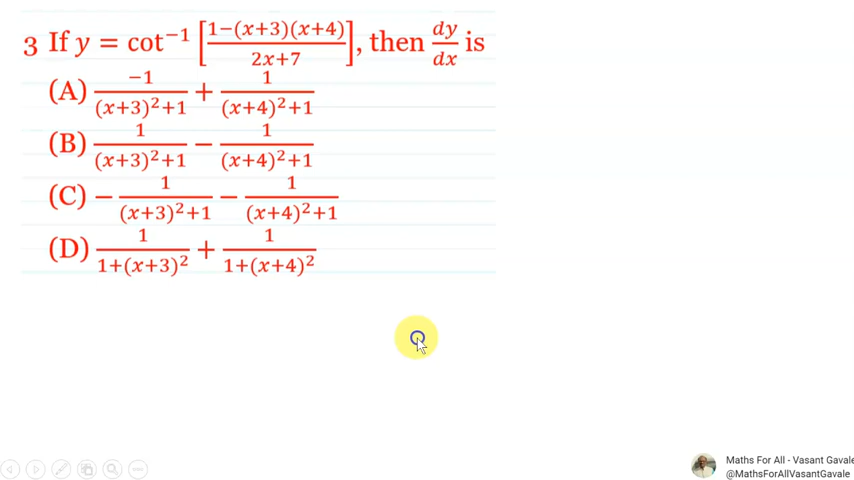 3 If y = cot⁻¹ [ 1−(x+3)(x+4) / 2x+7 ], then dy/dx is
(A) −1/(x+3)²+1 + 1/(x+4)²+1
(B) 1/(x+3)²+1 − 1/(x+4)²+1
(C) − 1/(x+3)²+1 − 1/(x+4)²+1
(D) 1/1+(x+3)² + 1/1+(x+4)²
Maths For All - Vasant Gavale
@MathsForAllVasantGavale